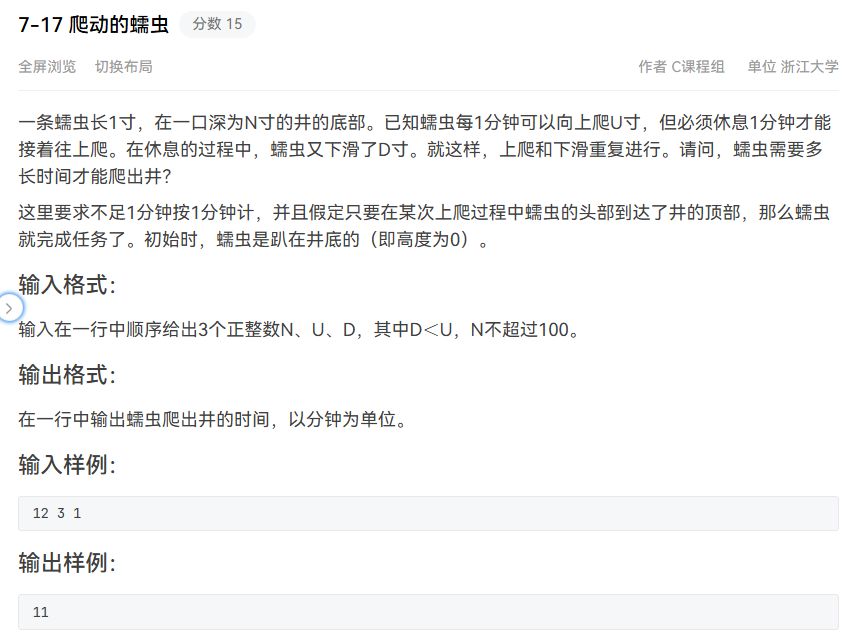 7-17 爬动的蠕虫 分数 15
全屏浏览 切换布局 作者 C课程组 单位 浙江大学
一条蠕虫长1寸，在一口深为N寸的井的底部。已知蠕虫每1分钟可以向上爬U寸，但必须休息1分钟才能
接着往上爬。在休息的过程中，蠕虫又下滑了D寸。就这样，上爬和下滑重复进行。请问，蠕虫需要多
长时间才能爬出井？
这里要求不足1分钟按1分钟计，并且假定只要在某次上爬过程中蠕虫的头部到达了井的顶部，那么蠕虫
就完成任务了。初始时，蠕虫是趴在井底的（即高度为0）。
输入格式：
输入在一行中顺序给出3个正整数N、U、D，其中D＜U，N不超过100。
输出格式：
在一行中输出蠕虫爬出井的时间，以分钟为单位。
输入样例：
12 3 1
输出样例：
11